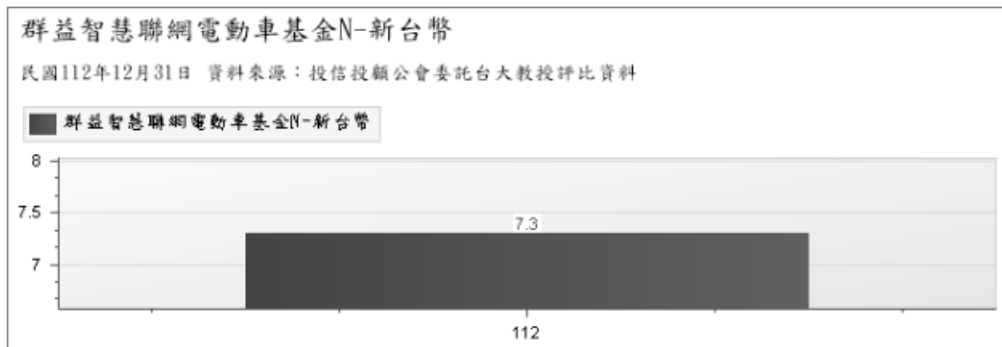 群益智慧聯網電動車基金N-新台幣
民國112年12月31日 資料來源：投信投顧公會委託台大教授評比資料
群益智慧聯網電動車基金N-新台幣
8
7.5
7.3
7
112